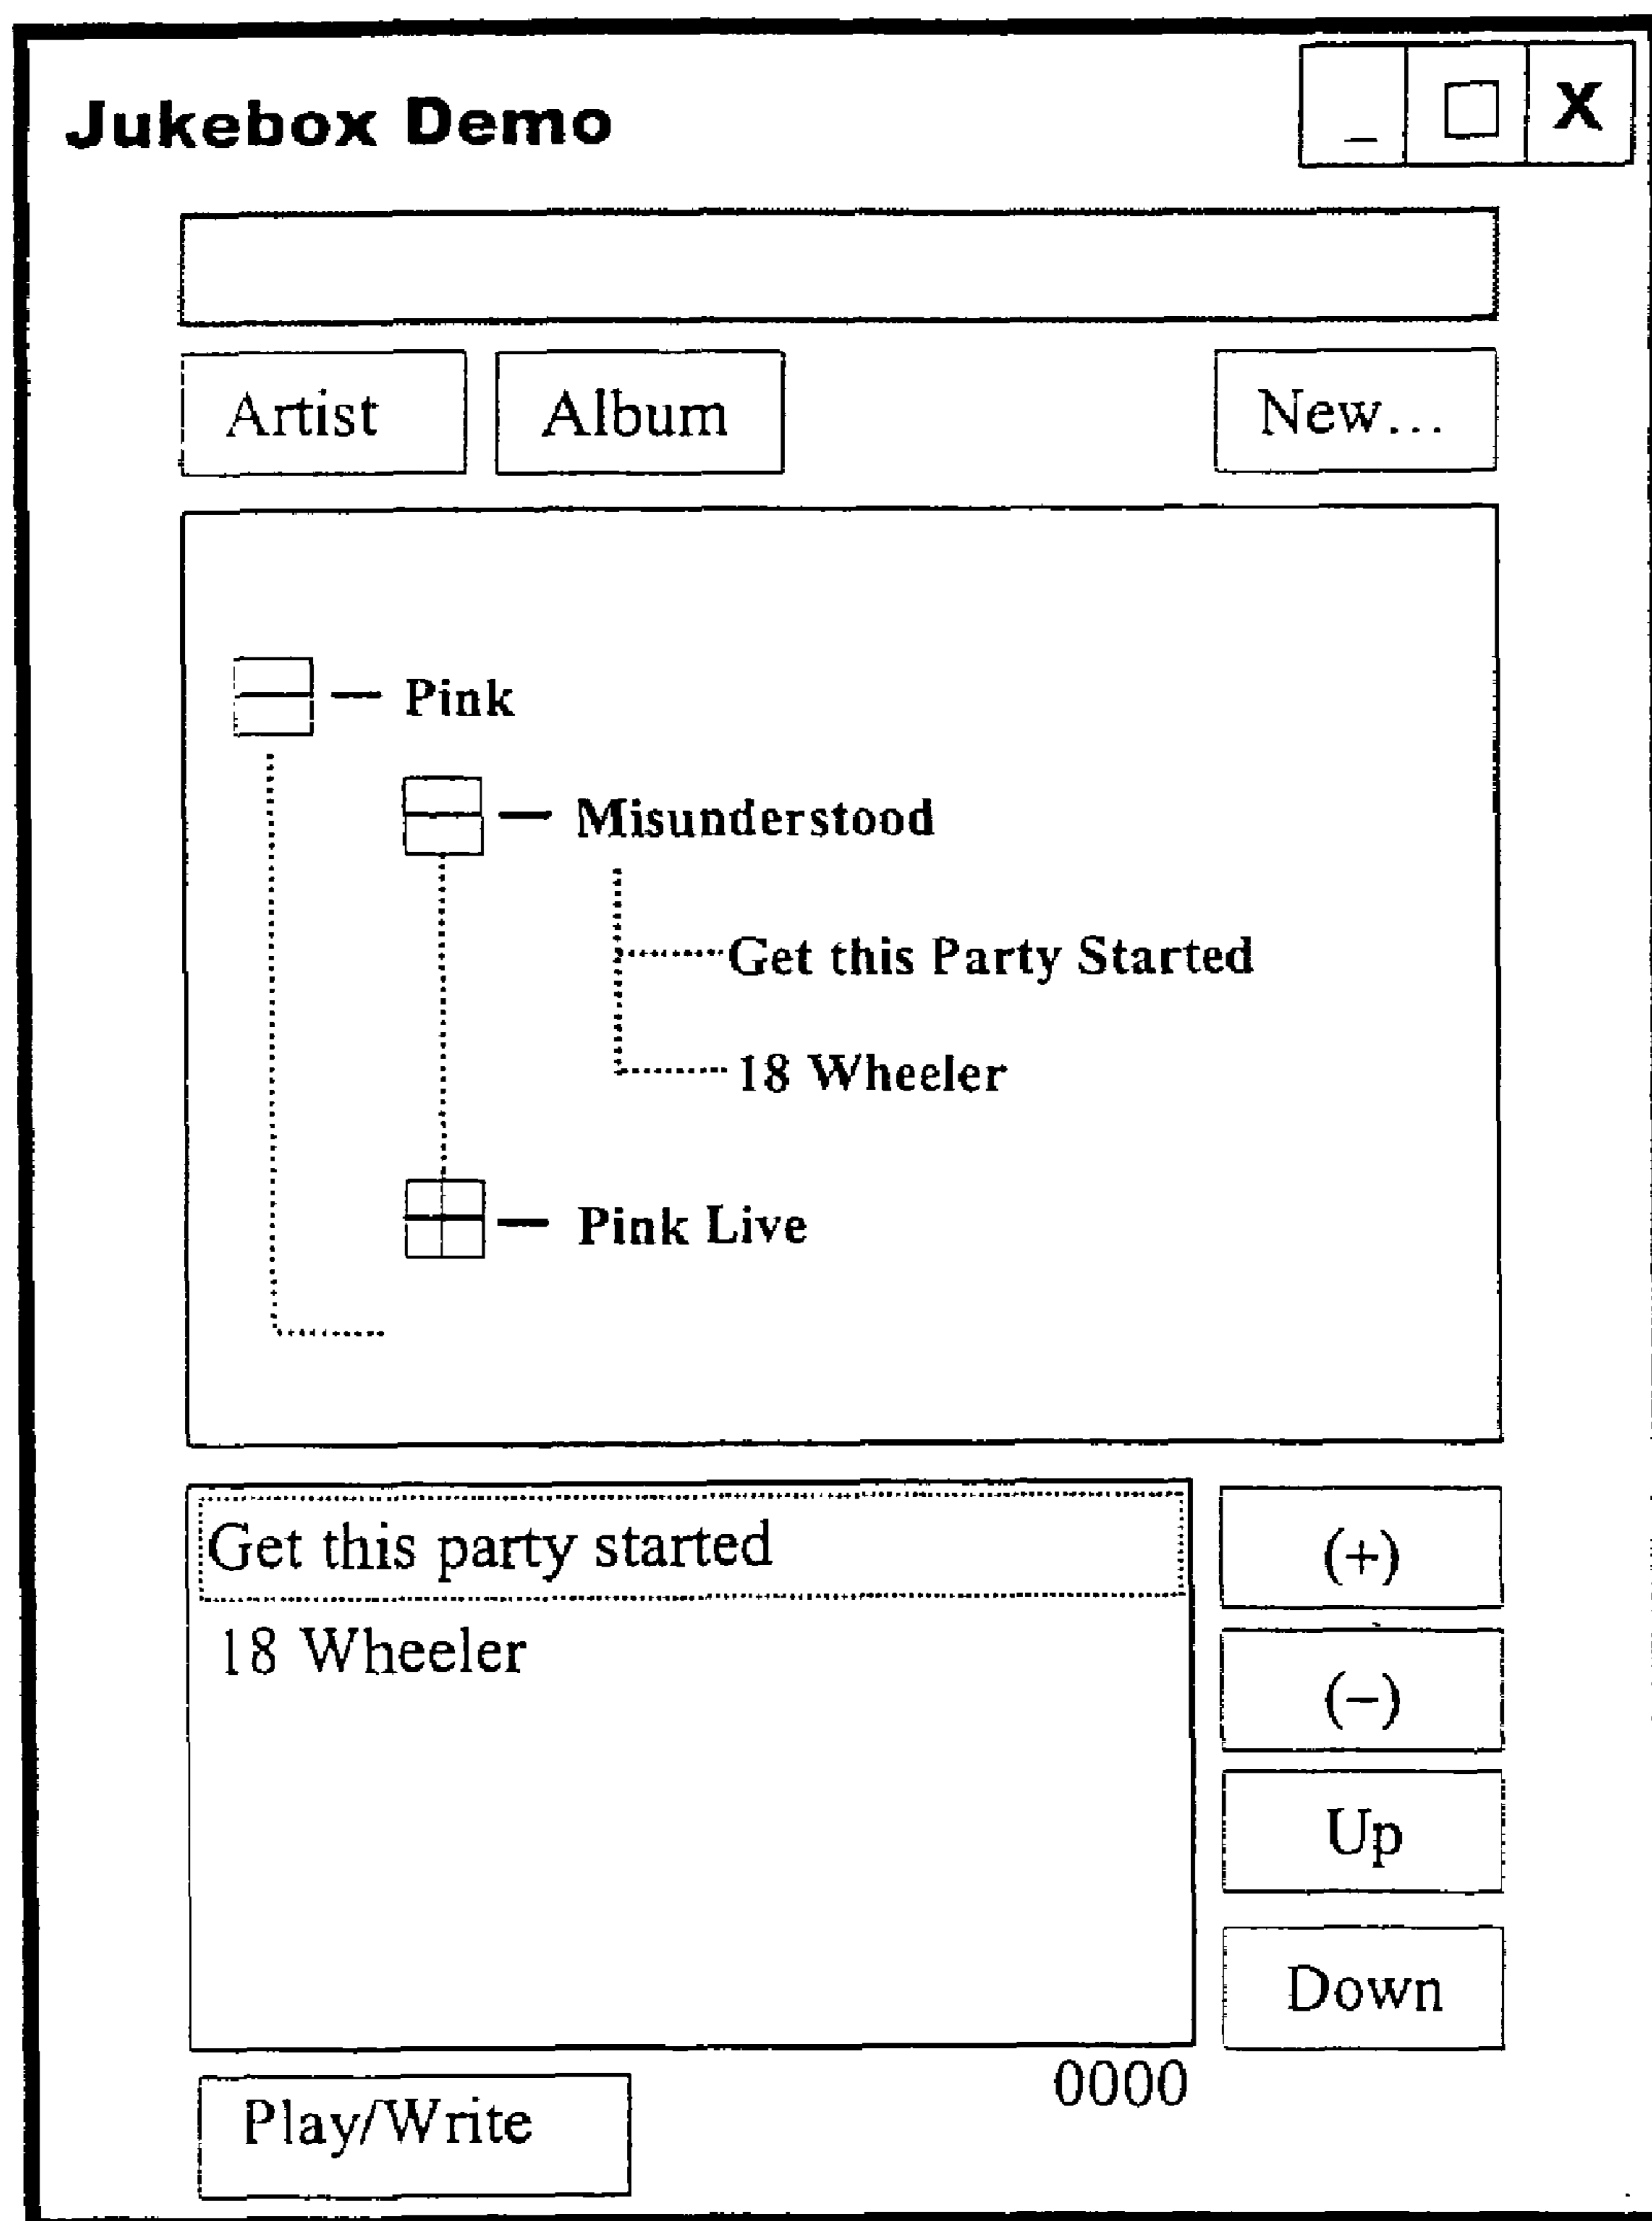 Jukebox Demo _ □ X
Artist Album New...
Pink
Misunderstood
Get this Party Started
18 Wheeler
Pink Live
Get this party started
18 Wheeler
(+)
(−)
Up
Down
0000
Play/Write